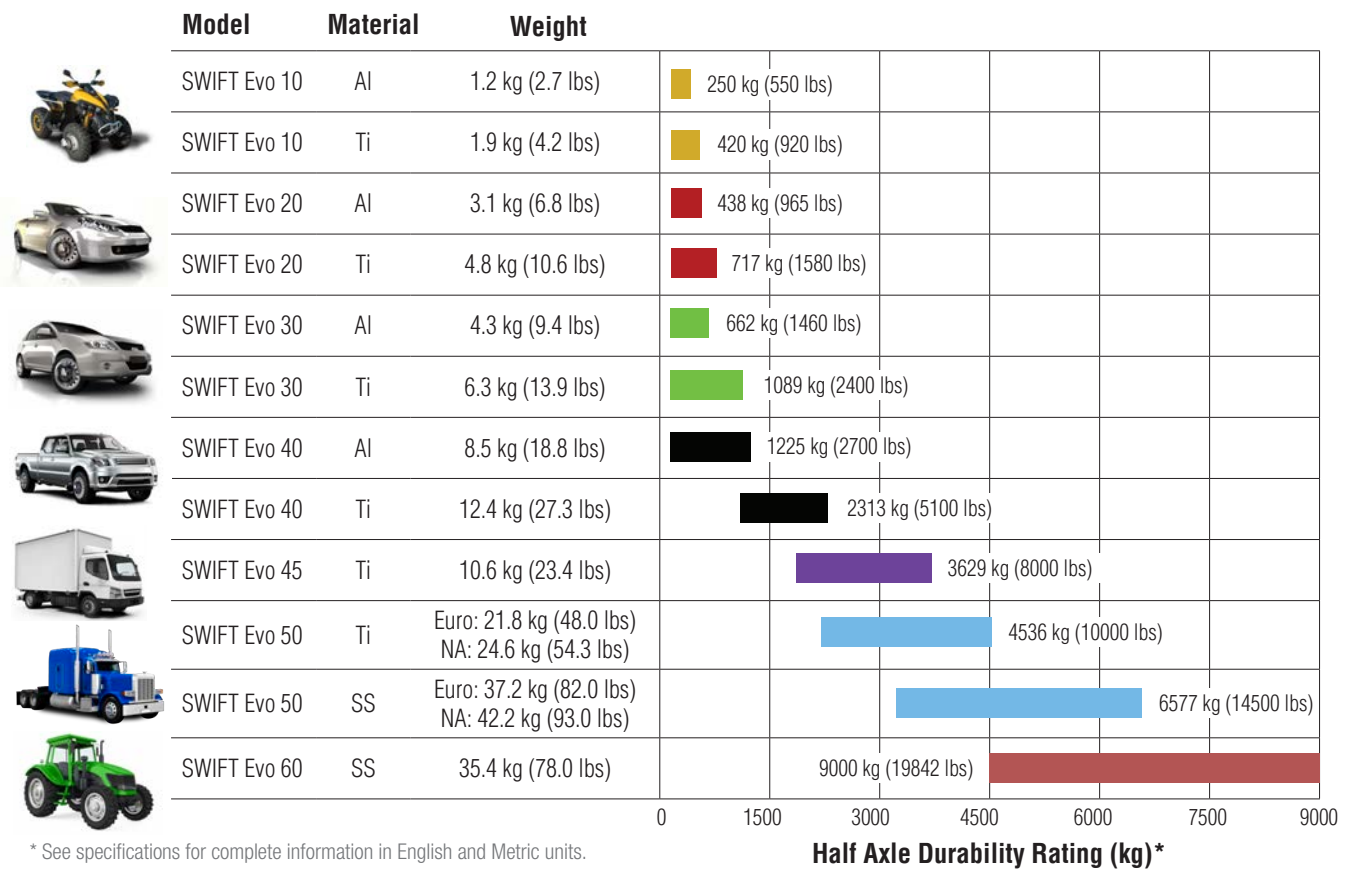 Model Material Weight
SWIFT Evo 10 Al 1.2 kg (2.7 lbs) 250 kg (550 lbs)
SWIFT Evo 10 Ti 1.9 kg (4.2 lbs) 420 kg (920 lbs)
SWIFT Evo 20 Al 3.1 kg (6.8 lbs) 438 kg (965 lbs)
SWIFT Evo 20 Ti 4.8 kg (10.6 lbs) 717 kg (1580 lbs)
SWIFT Evo 30 Al 4.3 kg (9.4 lbs) 662 kg (1460 lbs)
SWIFT Evo 30 Ti 6.3 kg (13.9 lbs) 1089 kg (2400 lbs)
SWIFT Evo 40 Al 8.5 kg (18.8 lbs) 1225 kg (2700 lbs)
SWIFT Evo 40 Ti 12.4 kg (27.3 lbs) 2313 kg (5100 lbs)
SWIFT Evo 45 Ti 10.6 kg (23.4 lbs) 3629 kg (8000 lbs)
SWIFT Evo 50 Ti Euro: 21.8 kg (48.0 lbs) 4536 kg (10000 lbs)
NA: 24.6 kg (54.3 lbs)
SWIFT Evo 50 SS Euro: 37.2 kg (82.0 lbs) 6577 kg (14500 lbs)
NA: 42.2 kg (93.0 lbs)
SWIFT Evo 60 SS 35.4 kg (78.0 lbs) 9000 kg (19842 lbs)
0 1500 3000 4500 6000 7500 9000
* See specifications for complete information in English and Metric units.
Half Axle Durability Rating (kg)*